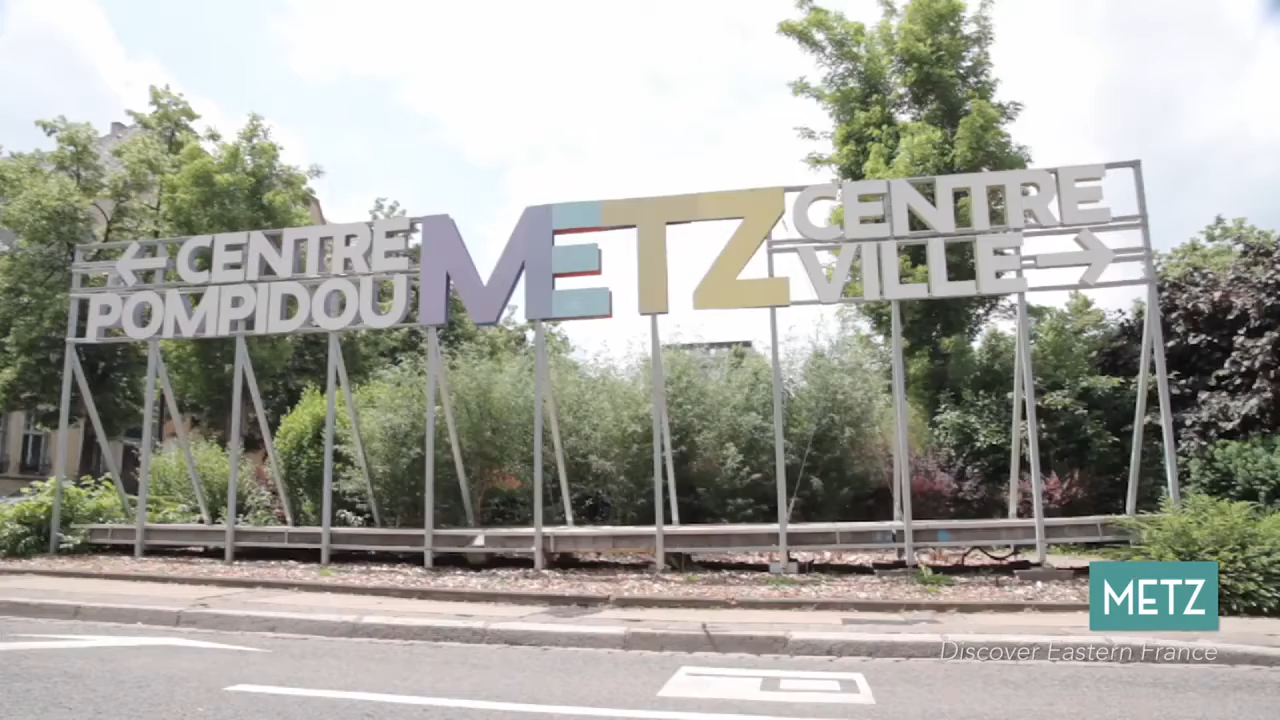 ← CENTRE
POMPIDOU
METZ
CENTRE
VILLE →
METZ
Discover Eastern France